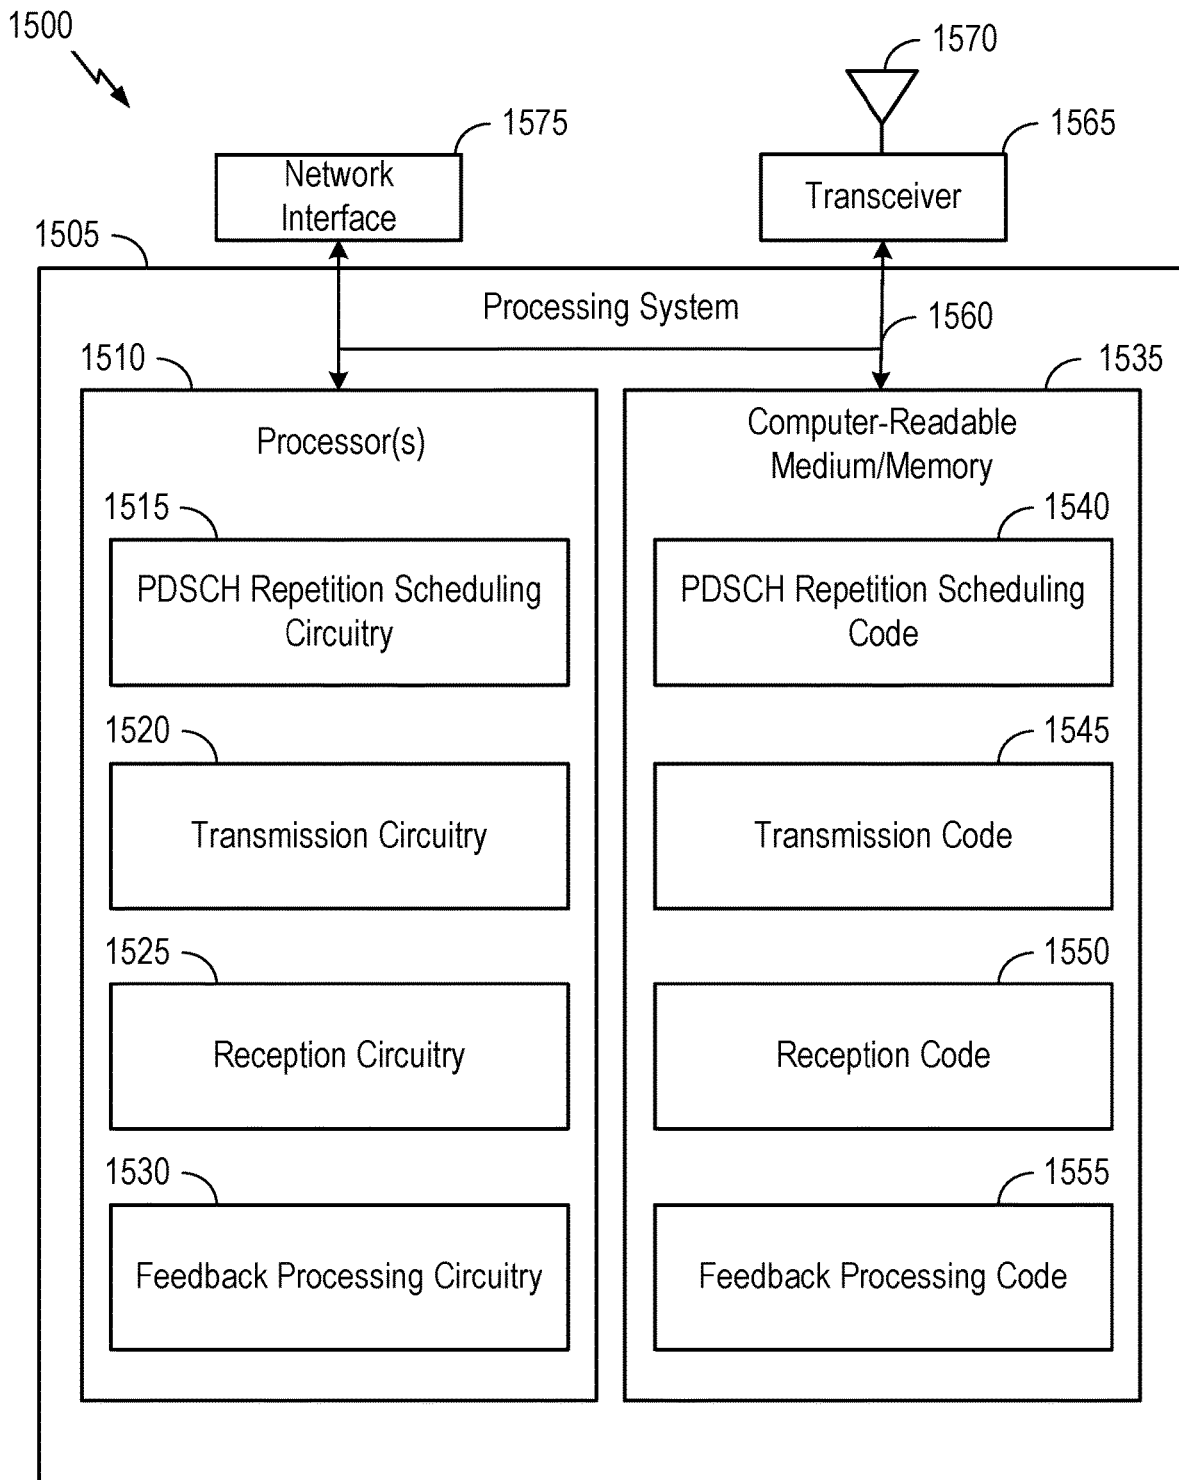 1500
1570
1575
1565
Network
Interface
Transceiver
1505
Processing System
1560
1510
1535
Processor(s)
Computer-Readable
Medium/Memory
1515
1540
PDSCH Repetition Scheduling
Circuitry
PDSCH Repetition Scheduling
Code
1520
1545
Transmission Circuitry
Transmission Code
1525
1550
Reception Circuitry
Reception Code
1530
1555
Feedback Processing Circuitry
Feedback Processing Code